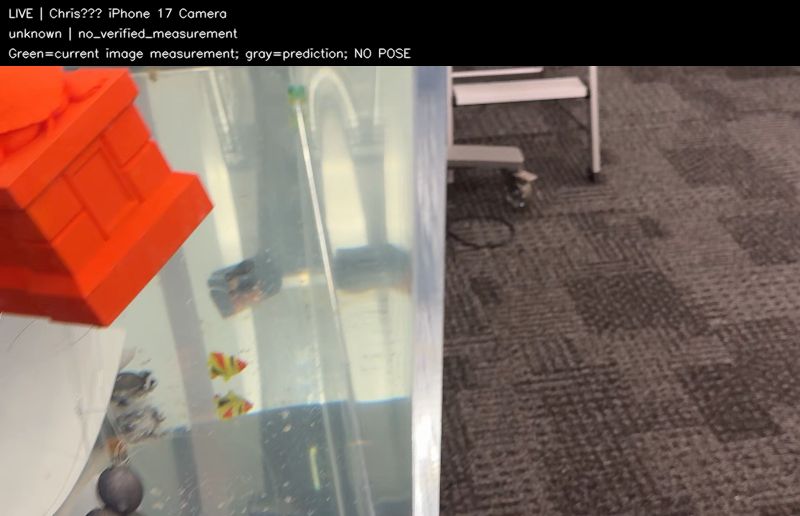 LIVE | Chris??? iPhone 17 Camera
unknown | no_verified_measurement
Green=current image measurement; gray=prediction; NO POSE